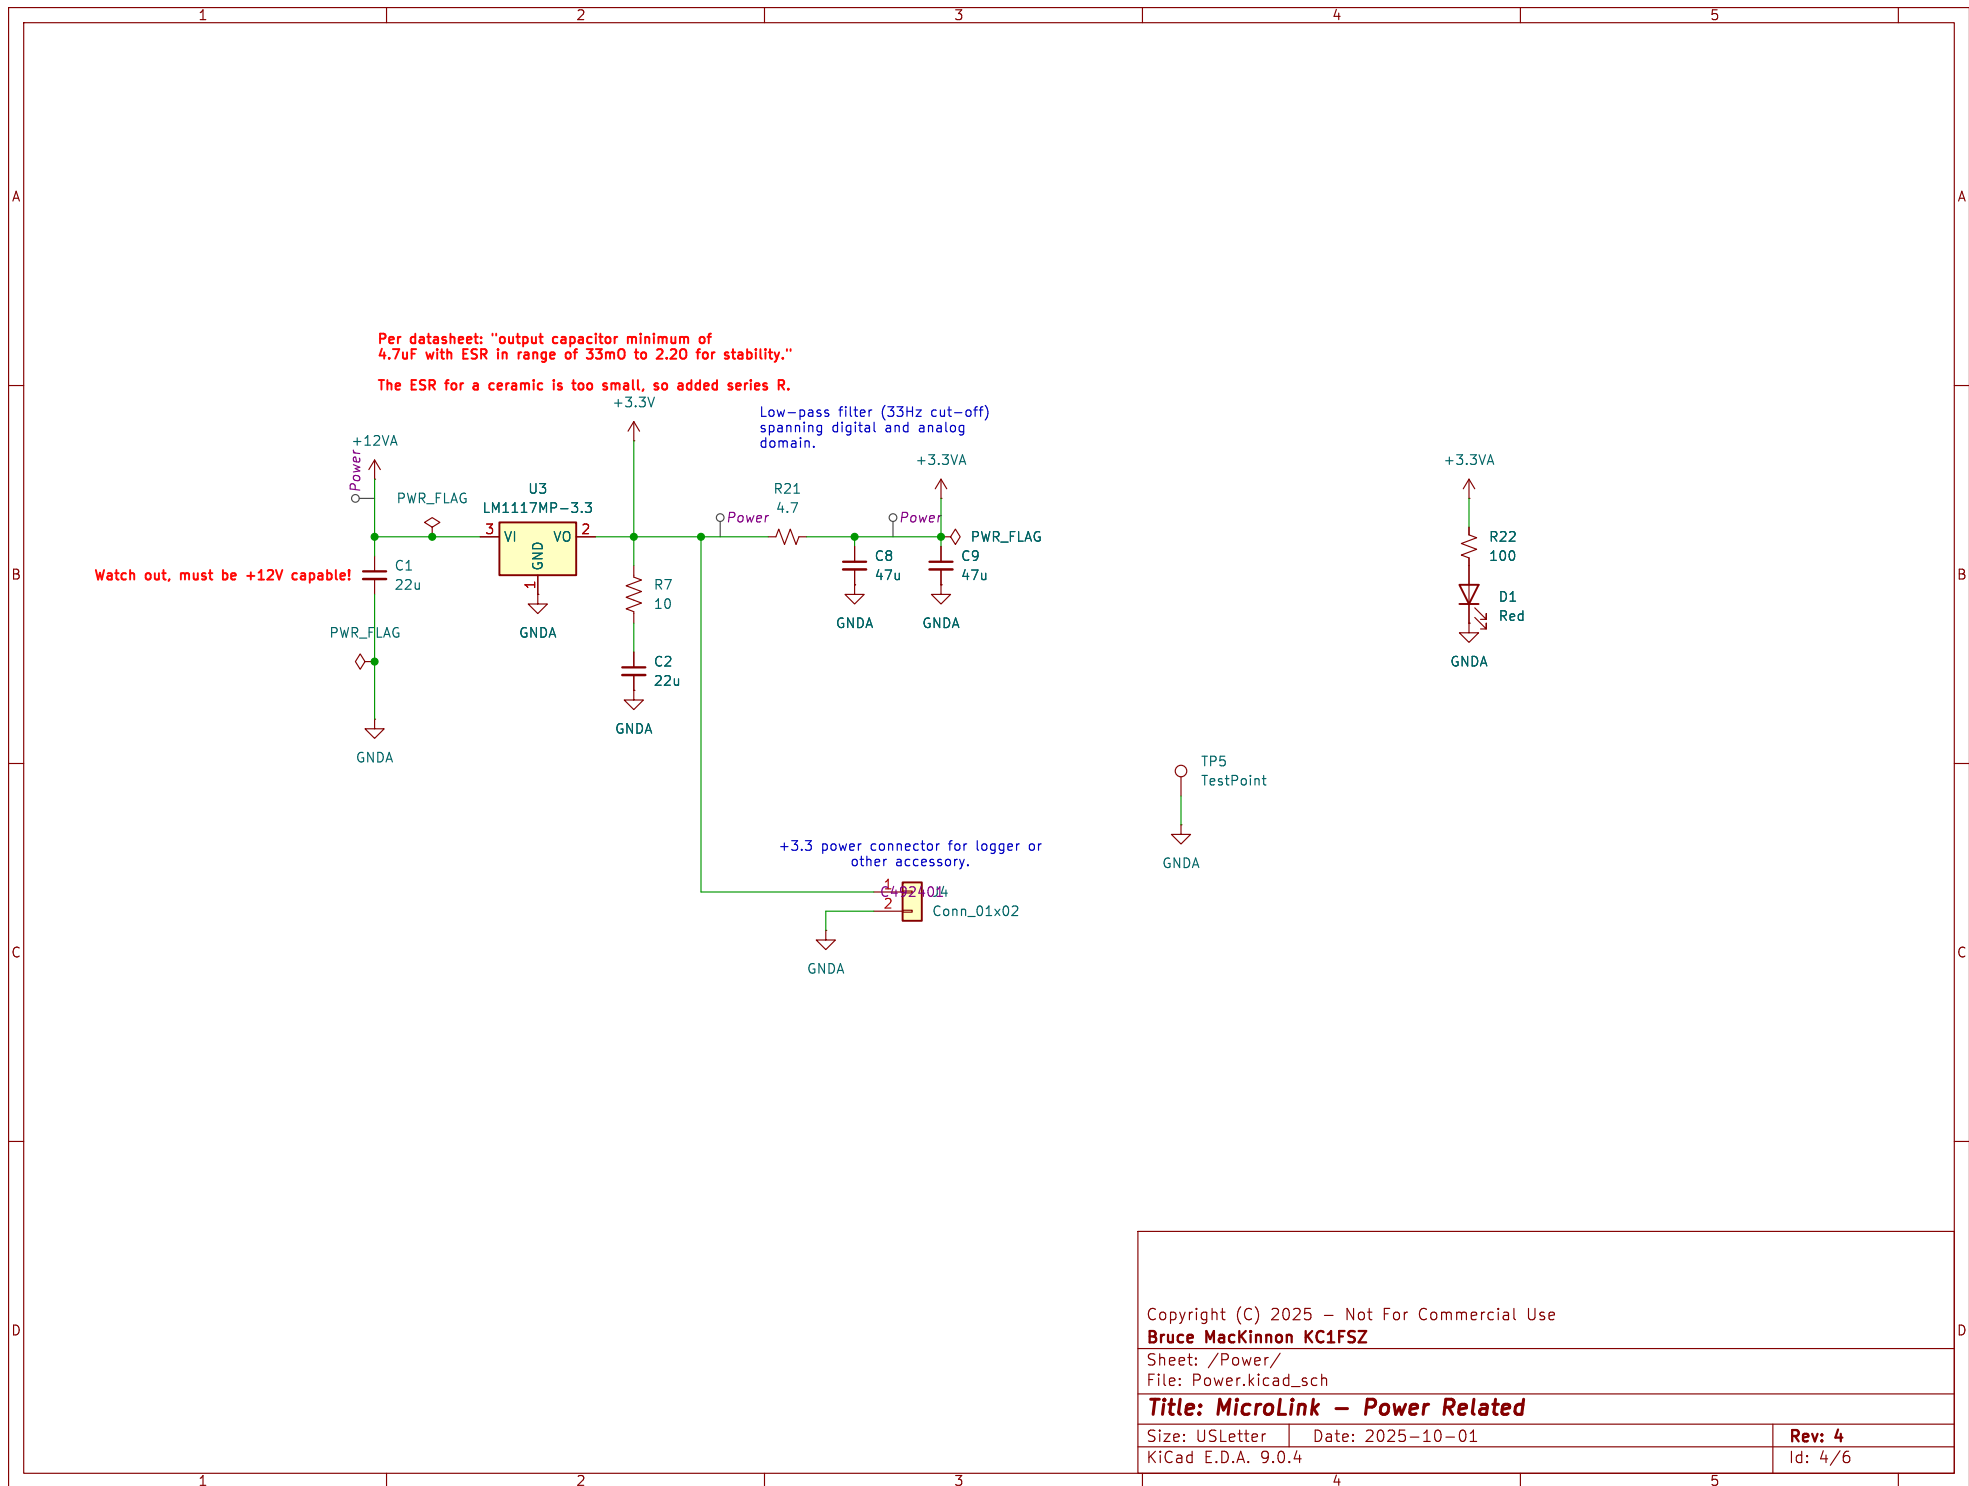 1
2
3
4
5
A
A
Per datasheet: "output capacitor minimum of
4.7uF with ESR in range of 33mO to 2.2O for stability."
The ESR for a ceramic is too small, so added series R.
+3.3V
Low-pass filter (33Hz cut-off)
spanning digital and analog
domain.
+12VA
Power
PWR_FLAG
U3
LM1117MP-3.3
3
VI
VO
2
GND
1
GNDA
R21
4.7
Power
Power
+3.3VA
PWR_FLAG
+3.3VA
B
Watch out, must be +12V capable!
C1
22u
R7
10
C8
47u
C9
47u
GNDA
GNDA
R22
100
D1
Red
GNDA
B
PWR_FLAG
C2
22u
GNDA
GNDA
TP5
TestPoint
GNDA
+3.3 power connector for logger or
other accessory.
1
C492401
J4
2
Conn_01x02
GNDA
C
C
D
D
Copyright (C) 2025 - Not For Commercial Use
Bruce MacKinnon KC1FSZ
Sheet: /Power/
File: Power.kicad_sch
Title: MicroLink - Power Related
Size: USLetter
Date: 2025-10-01
Rev: 4
KiCad E.D.A. 9.0.4
Id: 4/6
1
2
3
4
5